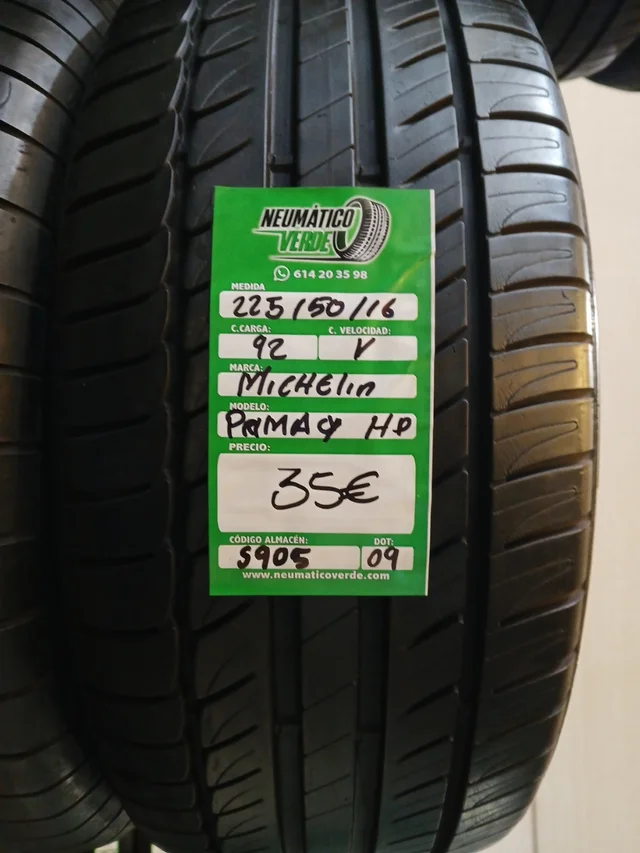 NEUMÁTICO
VERDE
614 20 35 98
MEDIDA
225/50/16
C.CARGA: C. VELOCIDAD:
92 V
MARCA:
MicHElin
MODELO:
PRMACY HP
PRECIO:
35€
CÓDIGO ALMACÉN: DOT:
S905 09
www.neumaticoverde.com